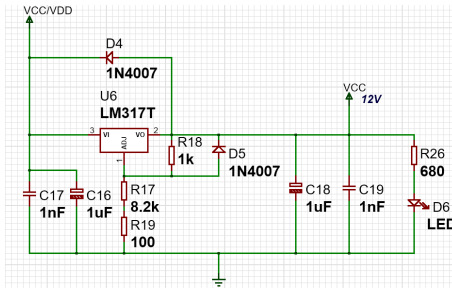 VCC/VDD
D4
1N4007
U6
LM317T
VCC
12V
3
VI
VO
2
ADJ
1
R18
1k
D5
1N4007
R26
680
C17
1nF
C16
1uF
R17
8.2k
R19
100
C18
1uF
C19
1nF
D6
LED